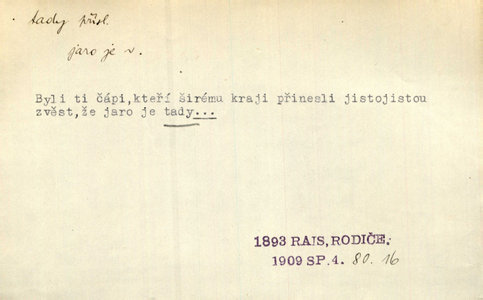 tady přísl.
jaro je v.
Byli ti čápi,kteří širému kraji přinesli jistojistou
zvěst,že jaro je tady...
1893 RAIS, RODIČE.
1909 SP. 4. 80. 16